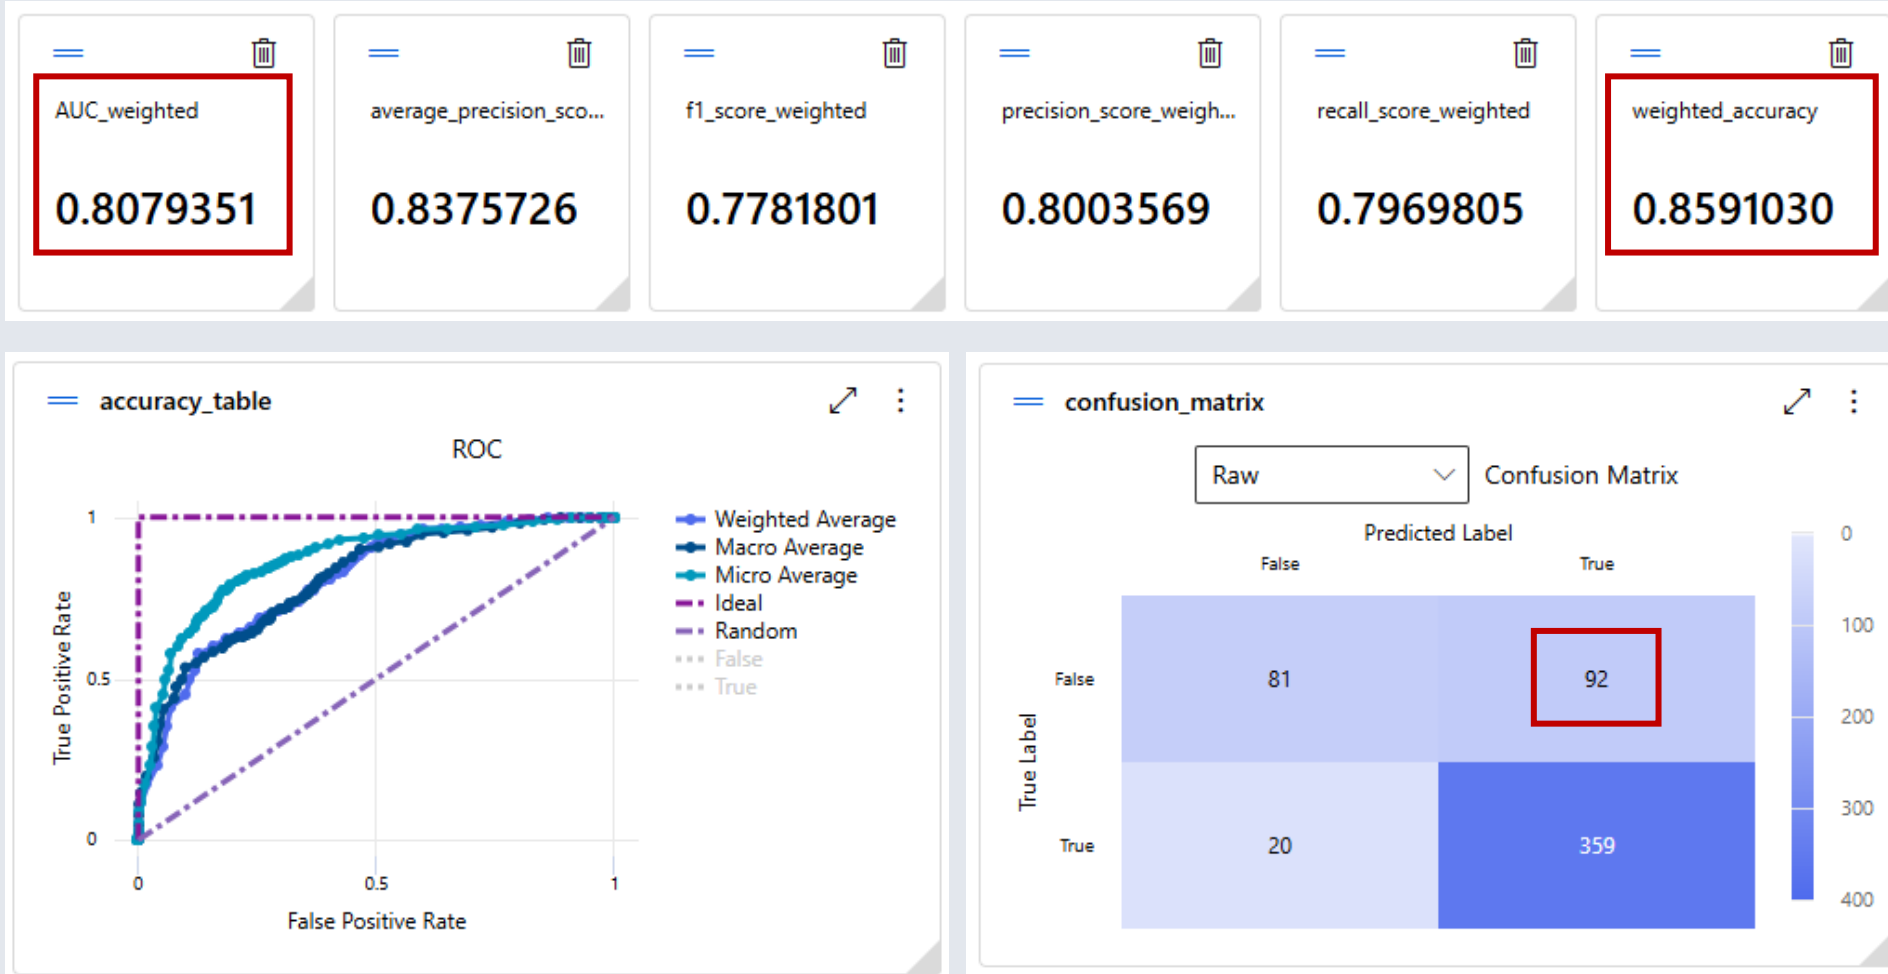 AUC_weighted
0.8079351
average_precision_sco...
0.8375726
f1_score_weighted
0.7781801
precision_score_weigh...
0.8003569
recall_score_weighted
0.7969805
weighted_accuracy
0.8591030
accuracy_table
ROC
True Positive Rate
1
0.5
0
0
0.5
1
False Positive Rate
Weighted Average
Macro Average
Micro Average
Ideal
Random
False
True
confusion_matrix
Raw
Confusion Matrix
Predicted Label
False
True
True Label
False
81
92
True
20
359
0
100
200
300
400